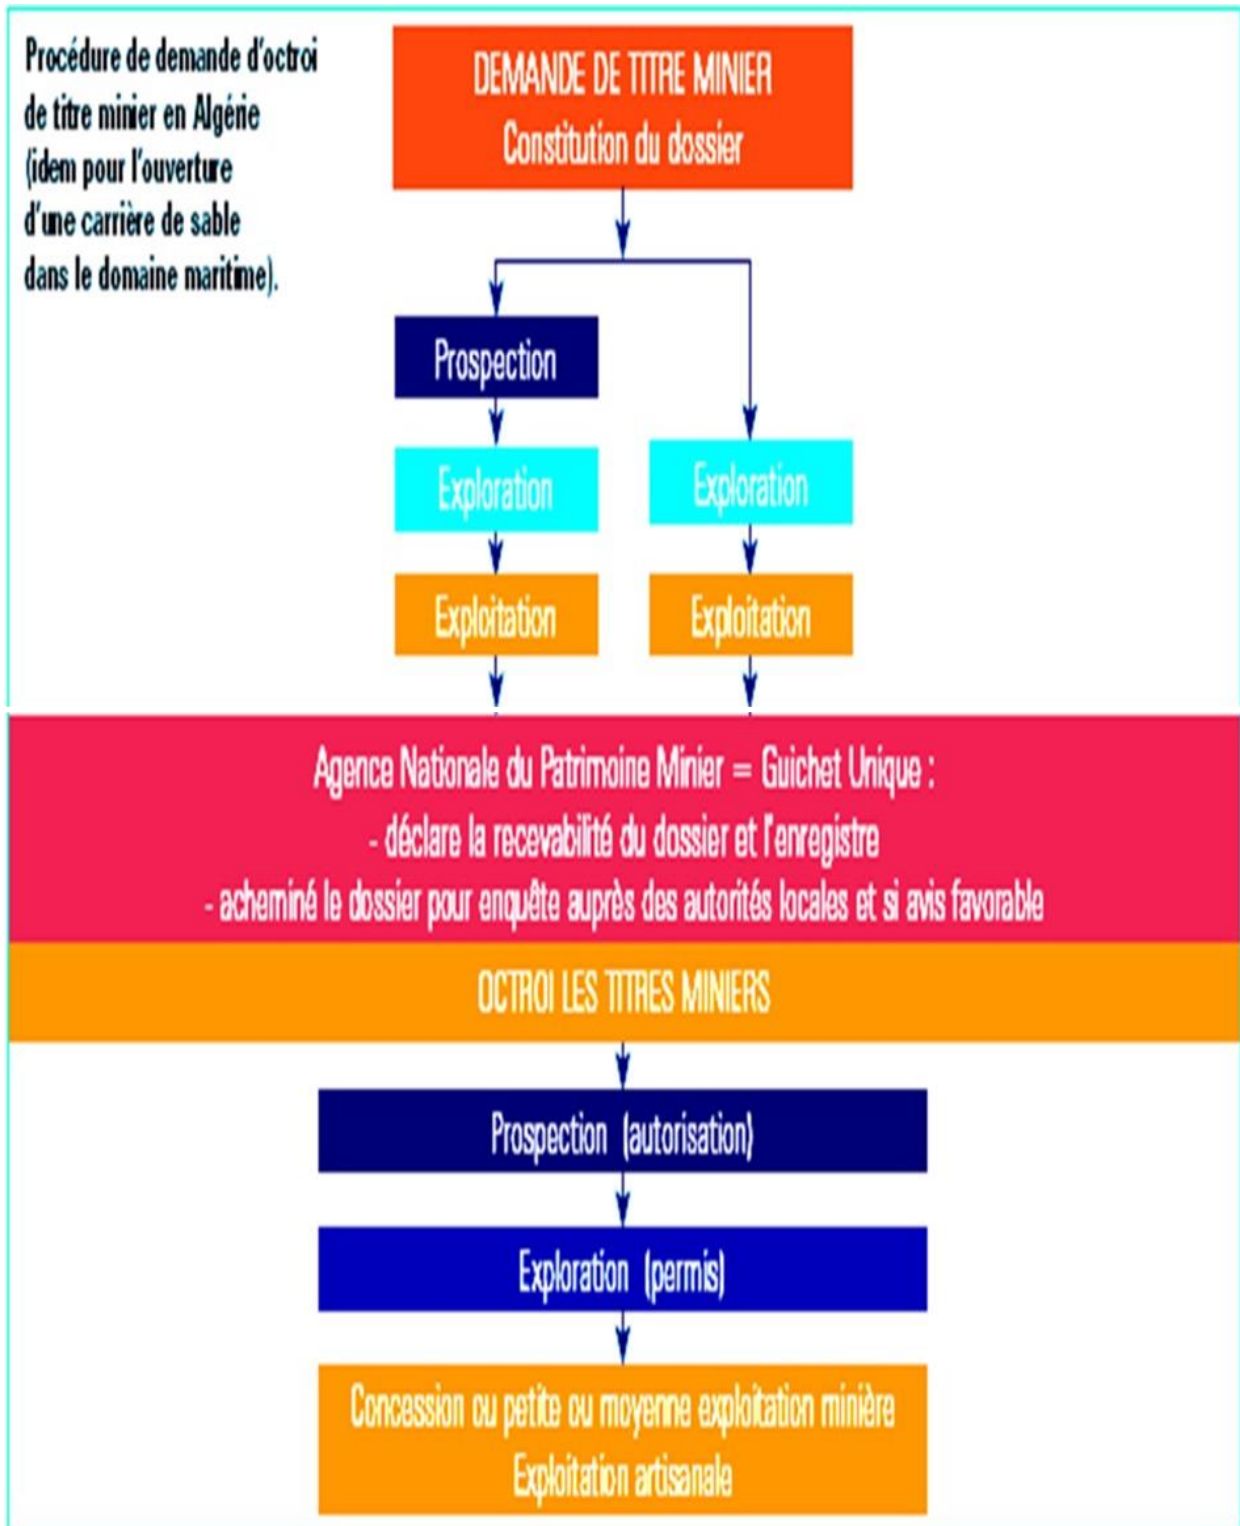 Procédure de demande d'octroi
de titre minier en Algérie
(idem pour l'ouverture
d'une carrière de sable
dans le domaine maritime).
DEMANDE DE TITRE MINIER
Constitution du dossier
Prospection
Exploration
Exploration
Exploitation
Exploitation
Agence Nationale du Patrimoine Minier = Guichet Unique :
- déclare la recevabilité du dossier et l'enregistre
- acheminé le dossier pour enquête auprès des autorités locales et si avis favorable
OCTROI LES TITRES MINIERS
Prospection (autorisation)
Exploration (permis)
Concession ou petite ou moyenne exploitation minière
Exploitation artisanale